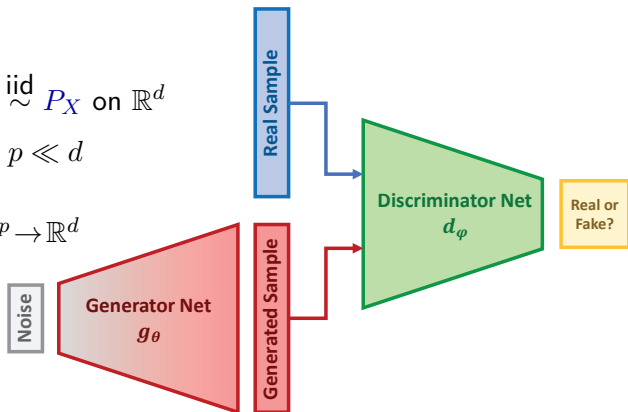 iid
∼ P_X on ℝ^d
p ≪ d
^p → ℝ^d
Real Sample
Discriminator Net
d_φ
Real or
Fake?
Noise
Generator Net
g_θ
Generated Sample